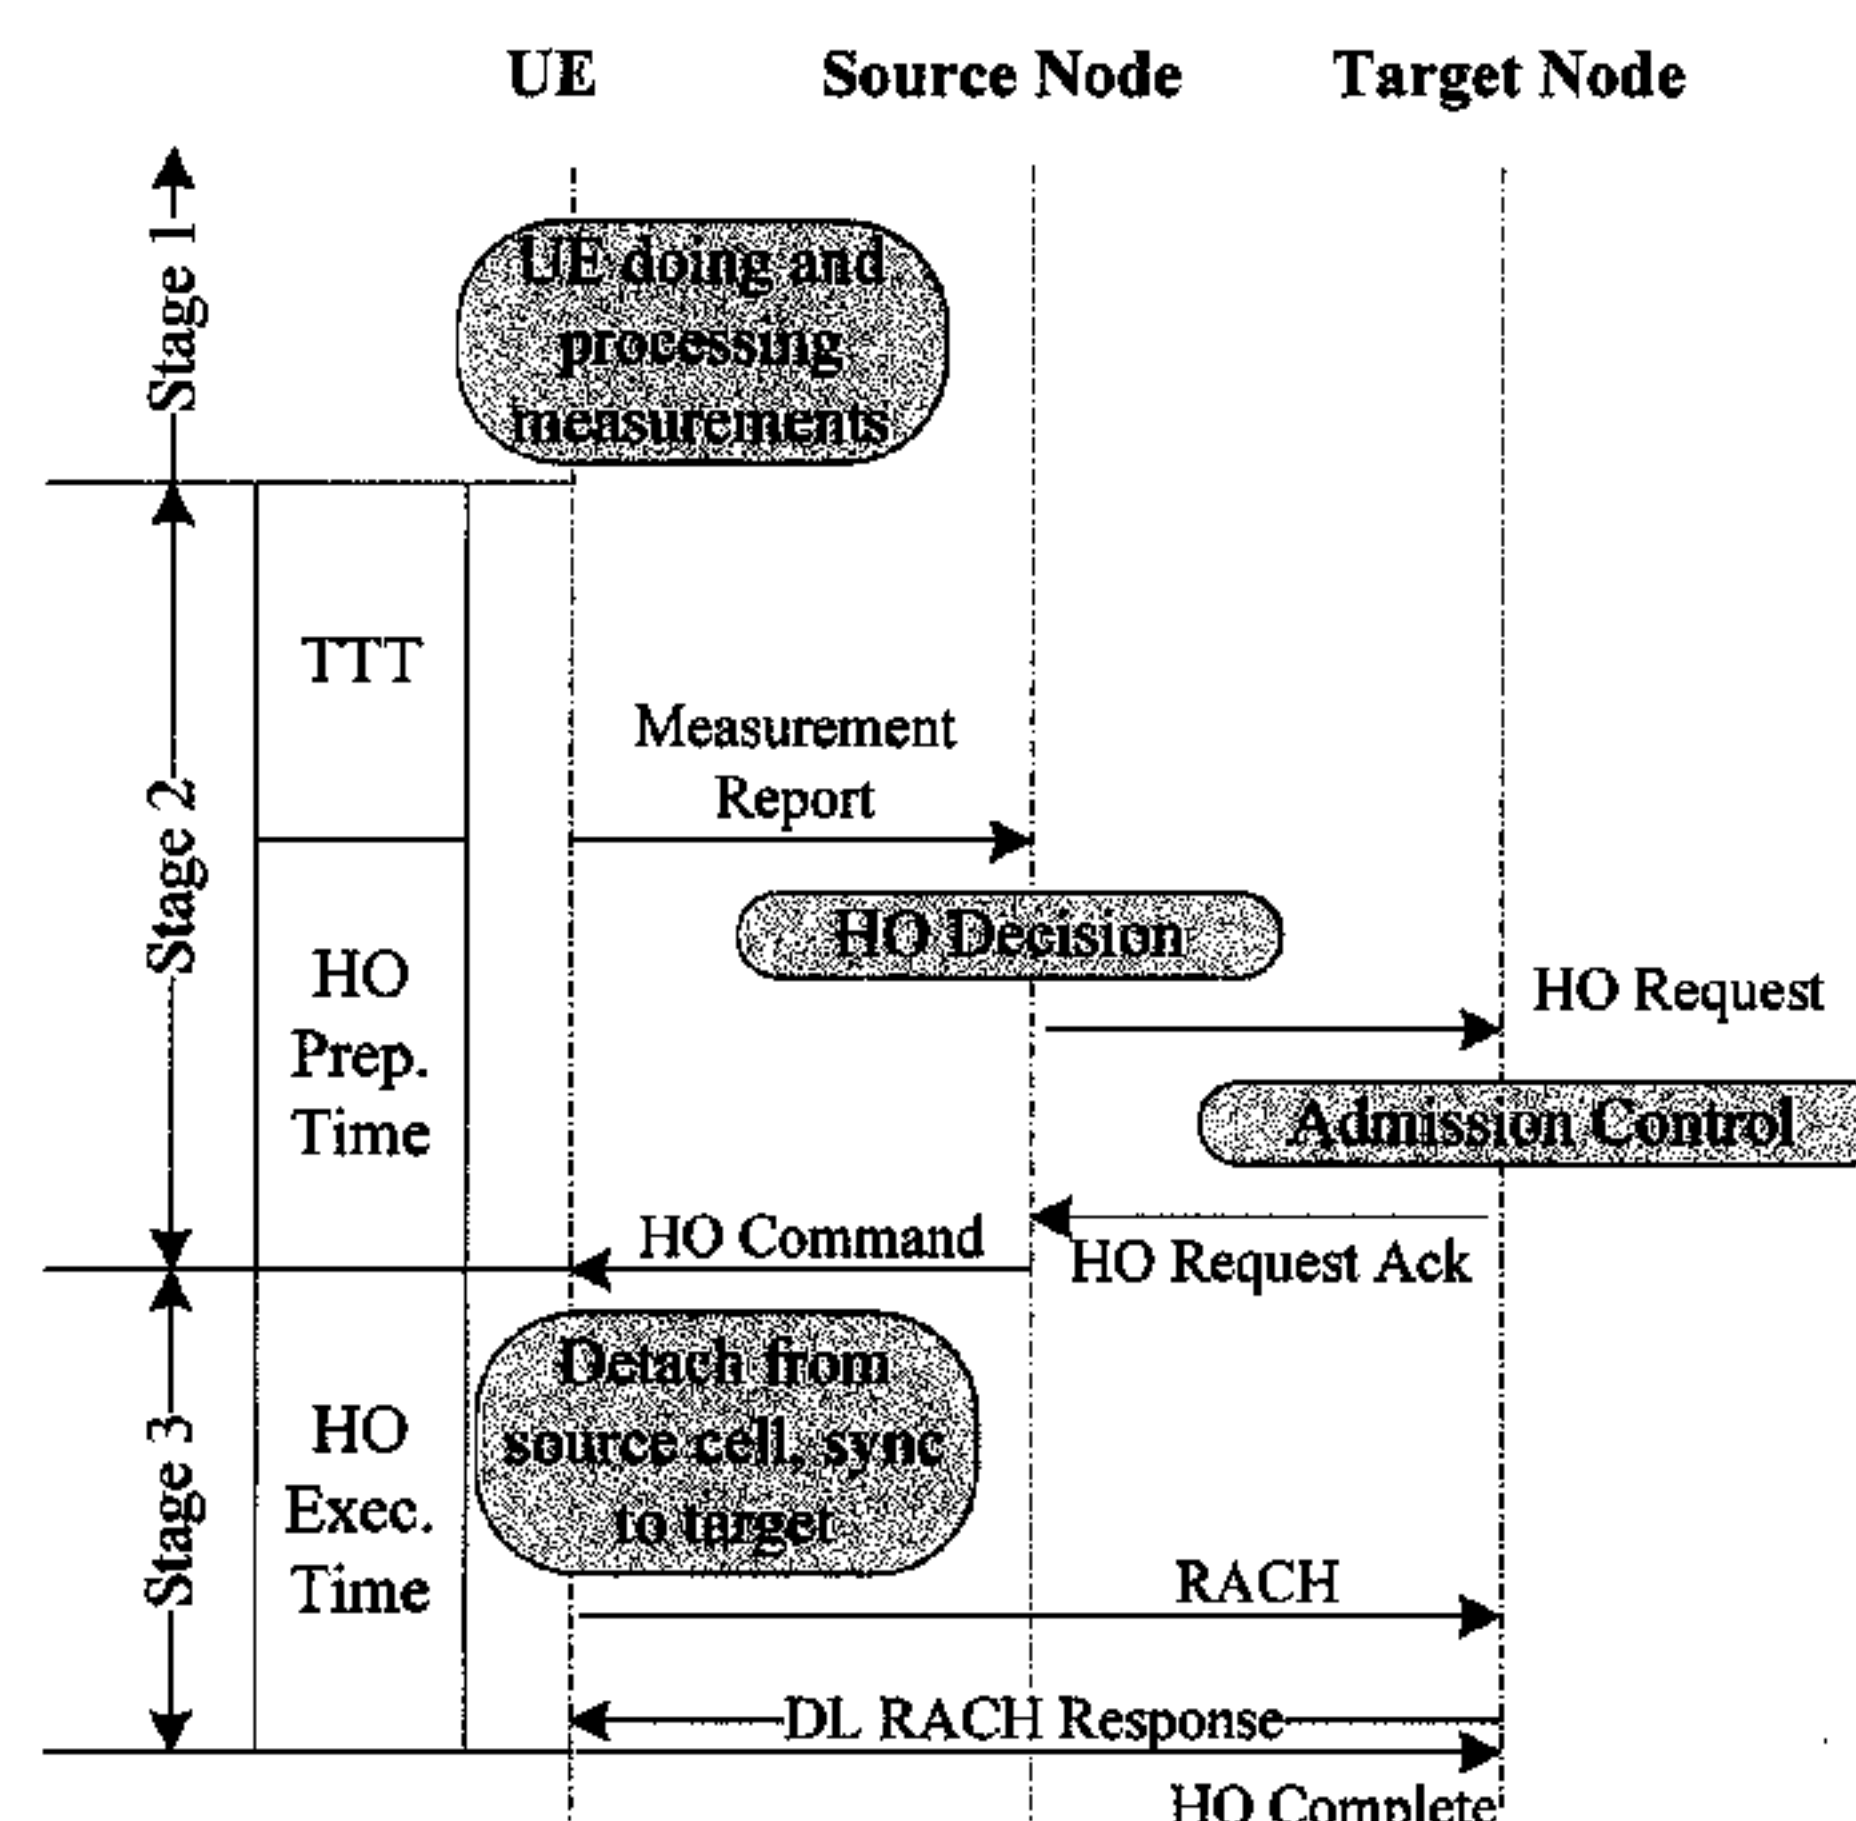 UE
Source Node
Target Node
Stage 1
UE doing and
processing
measurements
Stage 2
TTT
Measurement
Report
HO Decision
HO
Prep.
Time
HO Request
Admission Control
HO Command
HO Request Ack
Stage 3
HO
Exec.
Time
Detach from
source cell, sync
to target
RACH
DL RACH Response
HO Complete